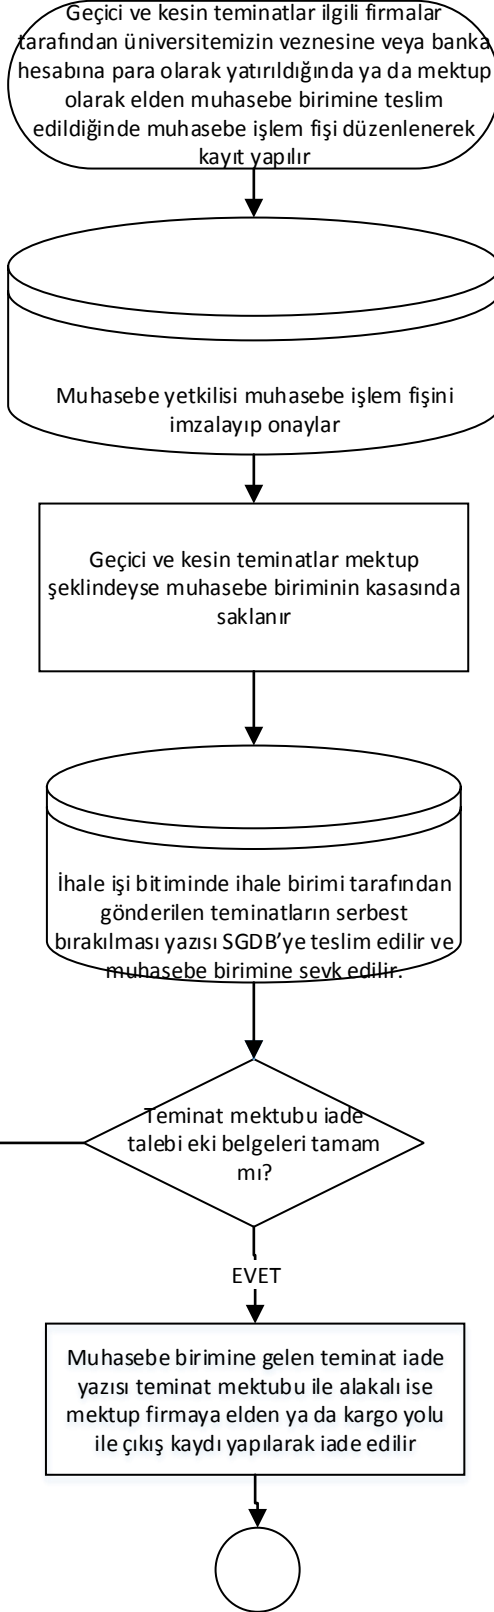 Geçici ve kesin teminatlar ilgili firmalar
tarafından üniversitemizin veznesine veya banka
hesabına para olarak yatırıldığında ya da mektup
olarak elden muhasebe birimine teslim
edildiğinde muhasebe işlem fişi düzenlenerek
kayıt yapılır
Muhasebe yetkilisi muhasebe işlem fişini
imzalayıp onaylar
Geçici ve kesin teminatlar mektup
şeklindeyse muhasebe biriminin kasasında
saklanır
İhale işi bitiminde ihale birimi tarafından
gönderilen teminatların serbest
bırakılması yazısı SGDB’ye teslim edilir ve
muhasebe birimine sevk edilir.
Teminat mektubu iade
talebi eki belgeleri tamam
mı?
EVET
Muhasebe birimine gelen teminat iade
yazısı teminat mektubu ile alakalı ise
mektup firmaya elden ya da kargo yolu
ile çıkış kaydı yapılarak iade edilir